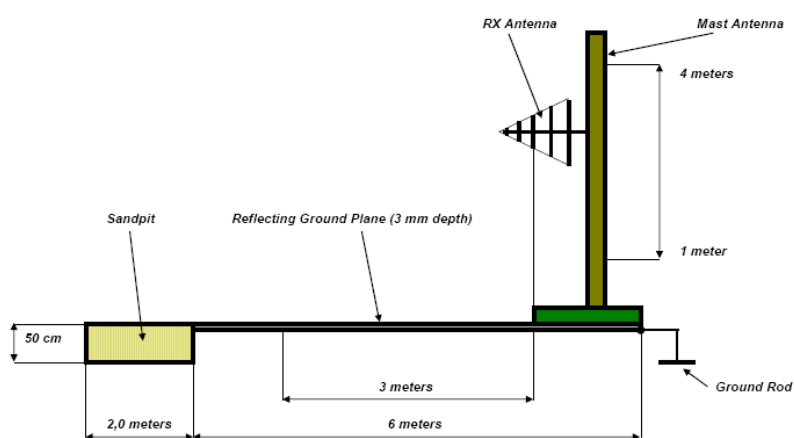 RX Antenna
Mast Antenna
4 meters
Sandpit
Reflecting Ground Plane (3 mm depth)
1 meter
50 cm
3 meters
Ground Rod
2,0 meters
6 meters